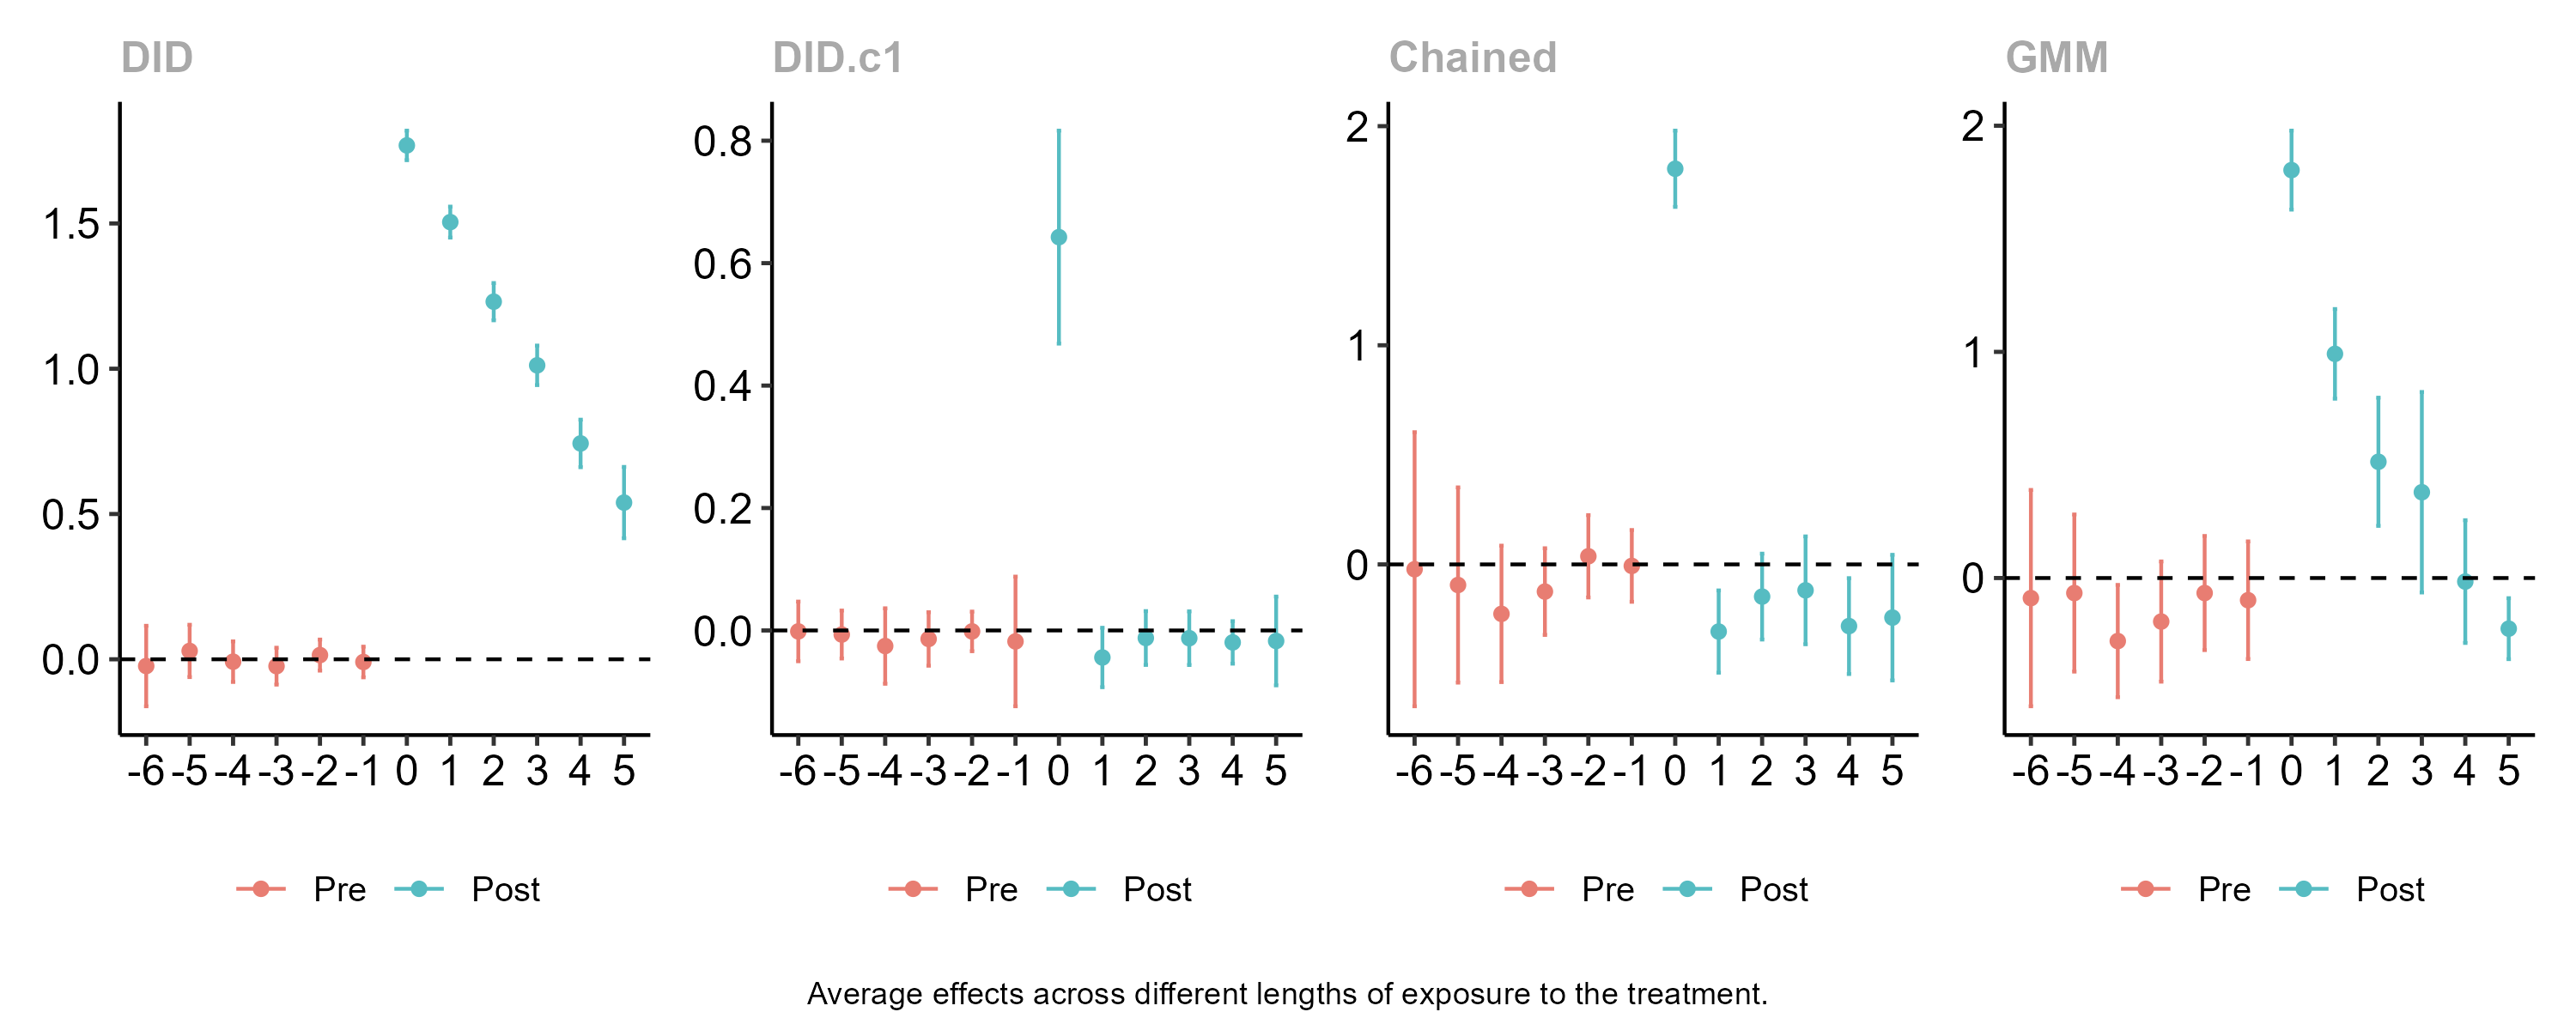 DID
DID.c1
Chained
GMM
1.5
1.0
0.5
0.0
-6 -5 -4 -3 -2 -1 0 1 2 3 4 5
Pre Post
0.8
0.6
0.4
0.2
0.0
-6 -5 -4 -3 -2 -1 0 1 2 3 4 5
Pre Post
2
1
0
-6 -5 -4 -3 -2 -1 0 1 2 3 4 5
Pre Post
2
1
0
-6 -5 -4 -3 -2 -1 0 1 2 3 4 5
Pre Post
Average effects across different lengths of exposure to the treatment.